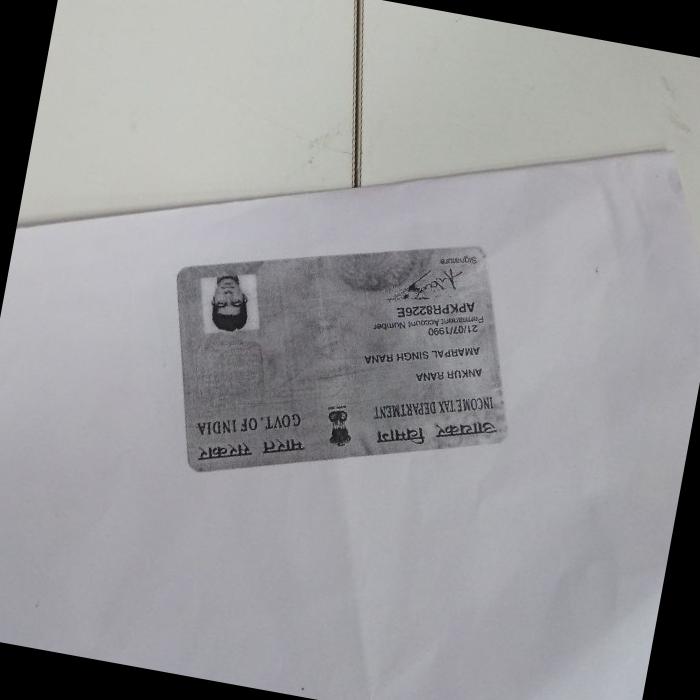 आयकर विभाग
INCOME TAX DEPARTMENT
भारत सरकार
GOVT. OF INDIA
ANKUR RANA
AMARPAL SINGH RANA
21/07/1990
Permanent Account Number
APKPR8226E
Signature